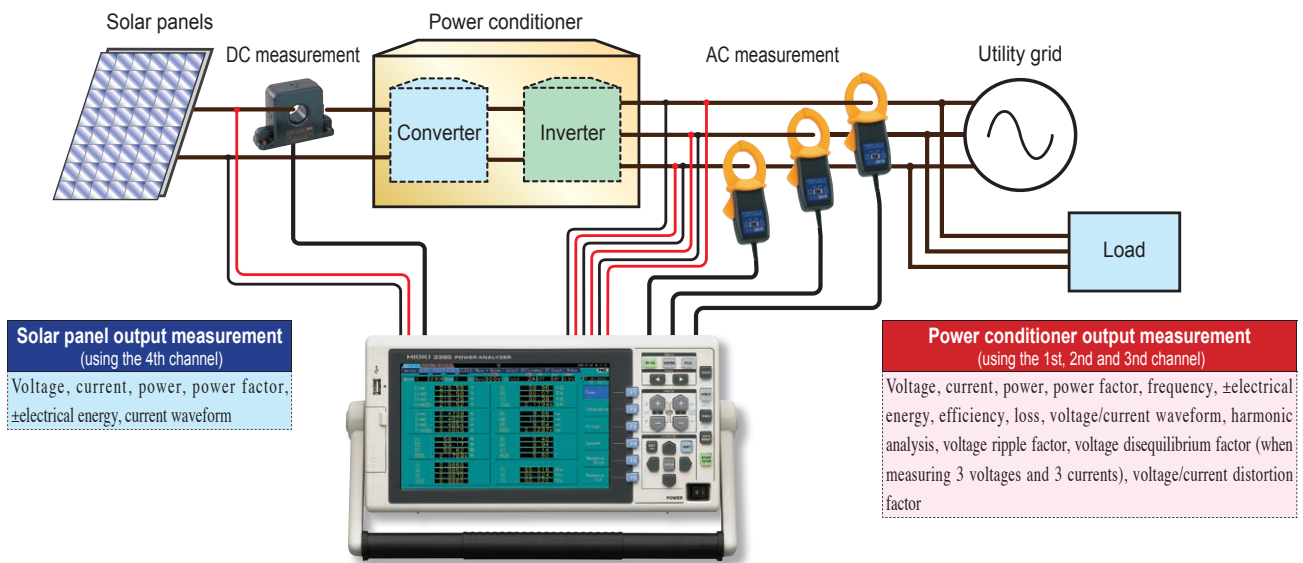 Solar panels
Power conditioner
DC measurement
AC measurement
Utility grid
Converter
Inverter
Load
Solar panel output measurement
(using the 4th channel)
Voltage, current, power, power factor,
±electrical energy, current waveform
HIOKI 3390 POWER ANALYZER
POWER
Power conditioner output measurement
(using the 1st, 2nd and 3nd channel)
Voltage, current, power, power factor, frequency, ±electrical
energy, efficiency, loss, voltage/current waveform, harmonic
analysis, voltage ripple factor, voltage disequilibrium factor (when
measuring 3 voltages and 3 currents), voltage/current distortion
factor